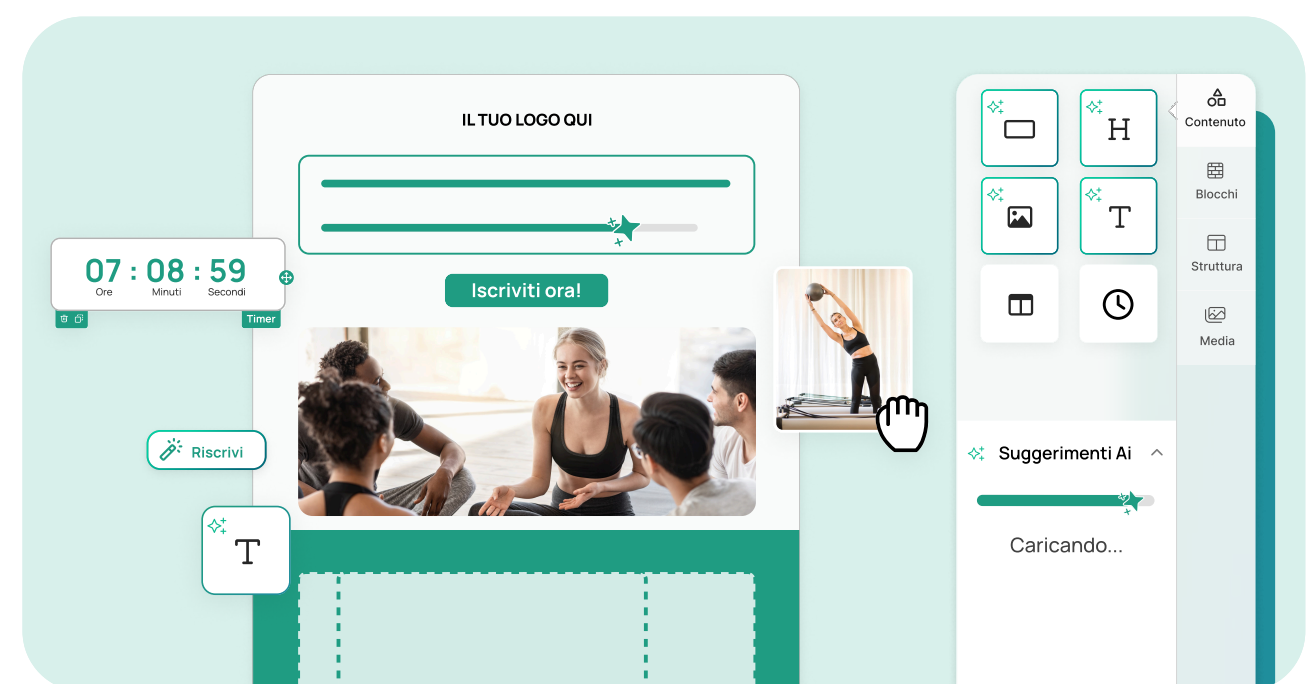 IL TUO LOGO QUI
07 : 08 : 59
Ore Minuti Secondi
Timer
Iscriviti ora!
Riscrivi
T
H
T
Contenuto
Blocchi
Struttura
Media
Suggerimenti Ai
Caricando...